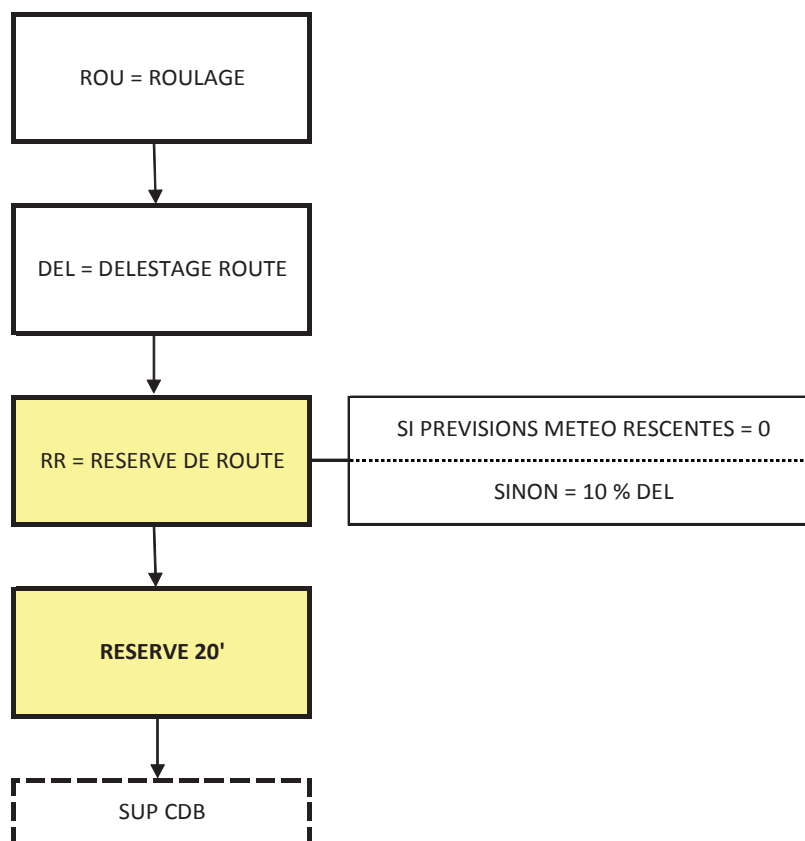 ROU = ROULAGE
DEL = DELESTAGE ROUTE
RR = RESERVE DE ROUTE
SI PREVISIONS METEO RESCENTES = 0
SINON = 10 % DEL
RESERVE 20'
SUP CDB